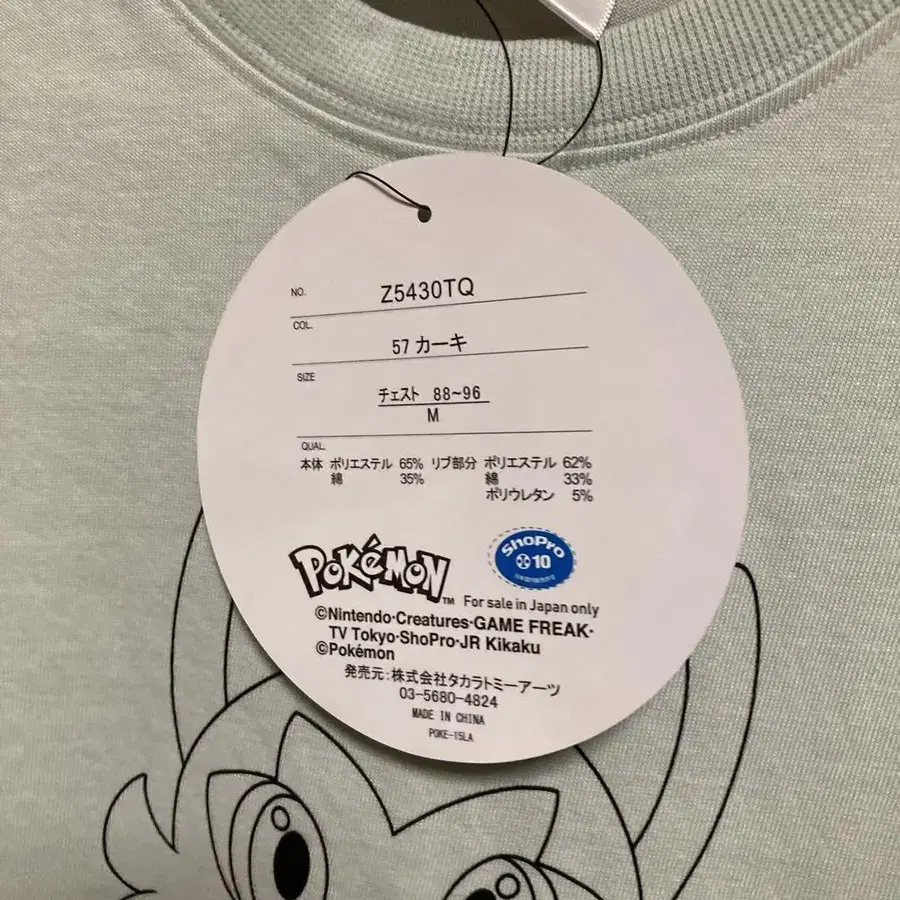 NO.
Z5430TQ
COL.
57 カーキ
SIZE
チェスト 88~96
M
QUAL.
本体 ポリエステル 65% リブ部分 ポリエステル 62%
綿 35% 綿 33%
ポリウレタン 5%
POKéMON TM
ShoPro
10
For sale in Japan only
©Nintendo·Creatures·GAME FREAK·
TV Tokyo·ShoPro·JR Kikaku
©Pokémon
発売元:株式会社タカラトミーアーツ
03-5680-4824
MADE IN CHINA
POKE-15LA